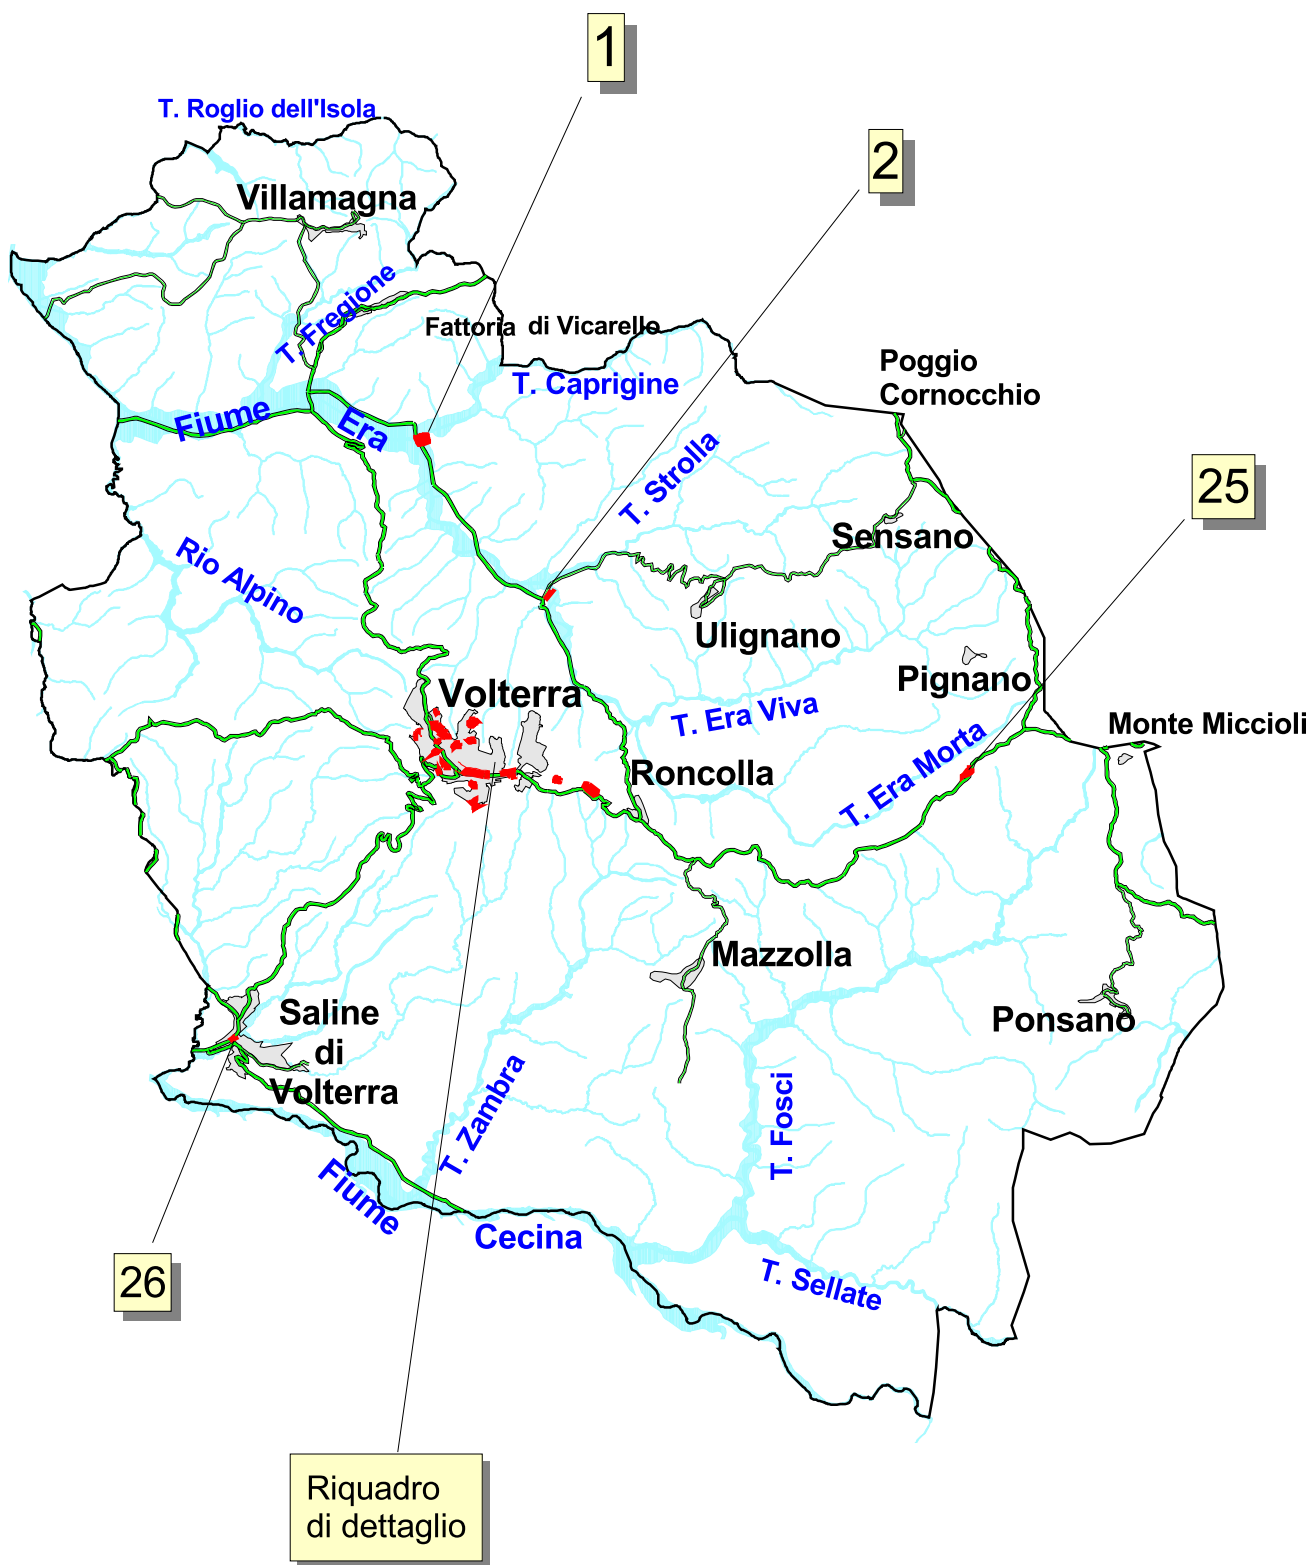 1
T. Roglio dell'Isola
2
Villamagna
T. Fregione
Fattoria di Vicarello
Poggio
Cornocchio
T. Caprigine
Fiume
Era
T. Strolla
25
Sensano
Rio Alpino
Ulignano
Pignano
Volterra
T. Era Viva
Monte Miccioli
Roncolla
T. Era Morta
Mazzolla
Saline
di
Volterra
Ponsano
T. Zambra
T. Fosci
Fiume
Cecina
26
T. Sellate
Riquadro
di dettaglio